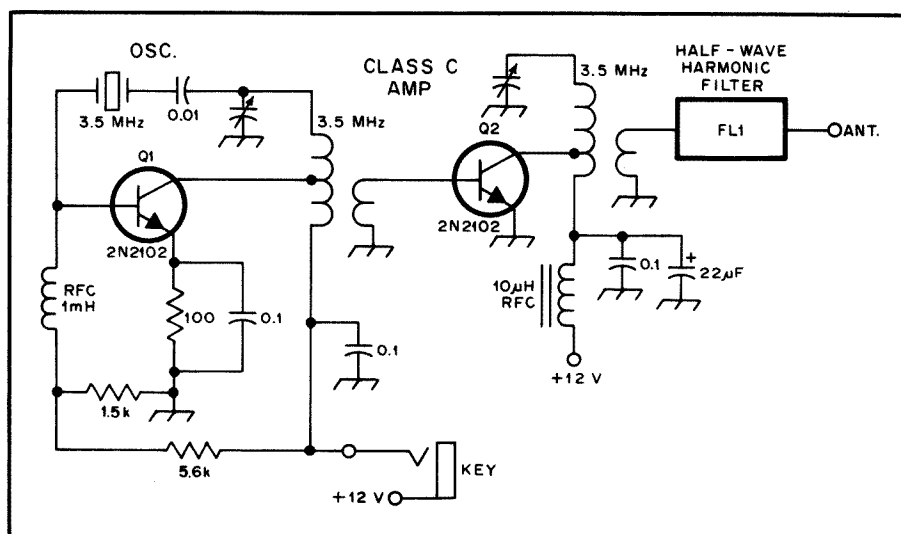 OSC.
3.5 MHz
0.01
3.5 MHz
Q1
2N2102
RFC
1mH
100
0.1
1.5k
5.6k
0.1
+12 V
KEY
CLASS C
AMP
Q2
2N2102
3.5 MHz
10µH
RFC
+12 V
0.1
+
22µF
HALF-WAVE
HARMONIC
FILTER
FL1
ANT.